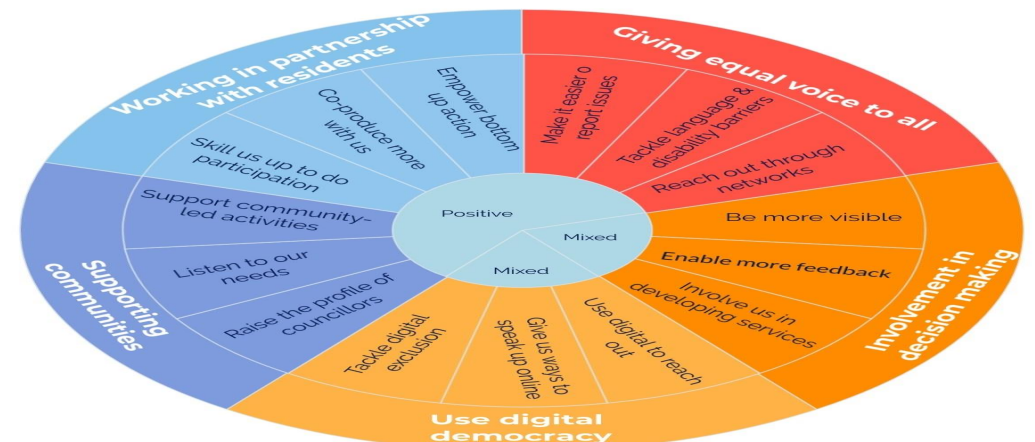 Working in partnership
with residents
Empower bottom
up action
Co-produce more
with us
Skill us up to do
participation
Giving equal voice to all
Make it easier o
report issues
Tackle language &
disability barriers
Reach out through
networks
Involvement in
decision making
Be more visible
Enable more feedback
Involve us in
developing services
Use digital
democracy
Use digital to reach
out
Give us ways to
speak up online
Tackle digital
exclusion
Supporting
communities
Raise the profile of
councillors
Listen to our
needs
Support community-
led activities
Positive
Mixed
Mixed